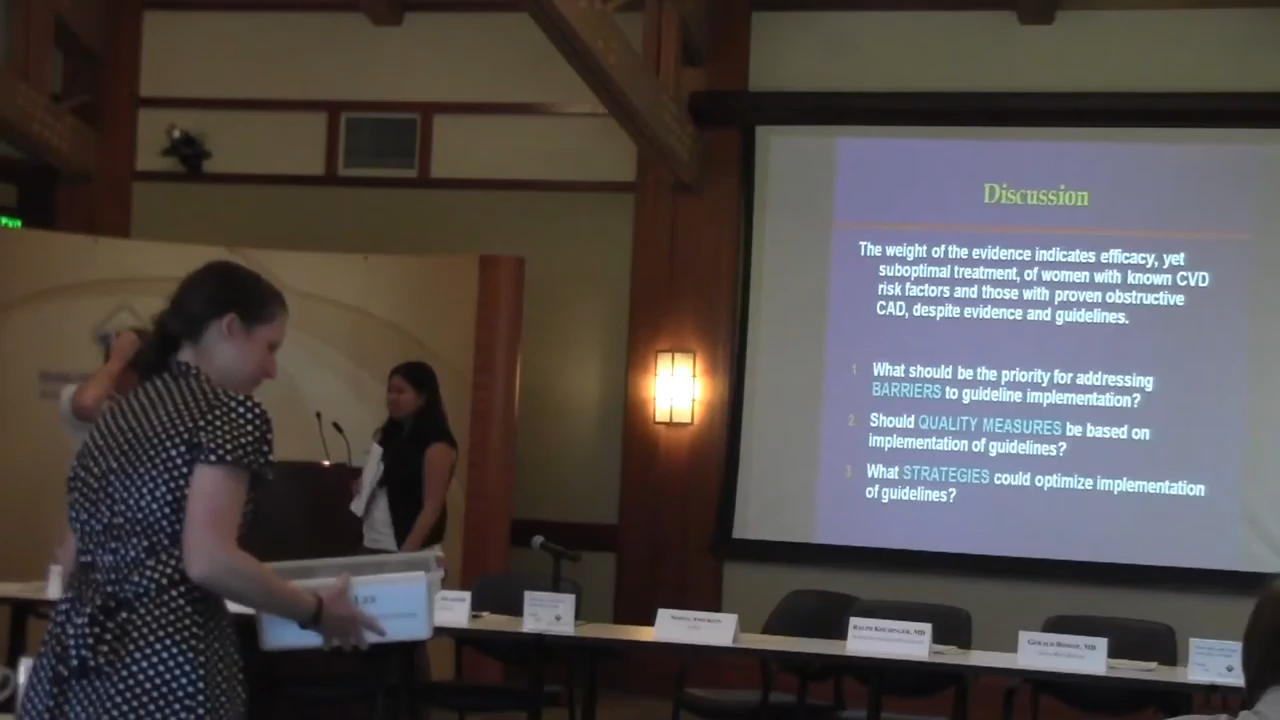 Exit
Discussion
The weight of the evidence indicates efficacy, yet
suboptimal treatment, of women with known CVD
risk factors and those with proven obstructive
CAD, despite evidence and guidelines.
1 What should be the priority for addressing
BARRIERS to guideline implementation?
2 Should QUALITY MEASURES be based on
implementation of guidelines?
3 What STRATEGIES could optimize implementation
of guidelines?
MD
MD